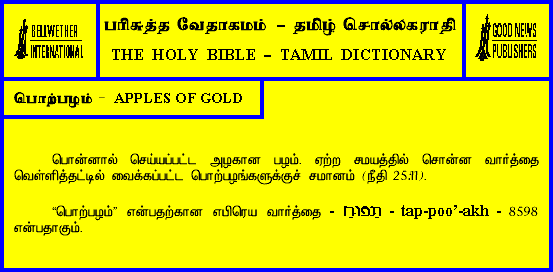 BELLWETHER
INTERNATIONAL
பரிசுத்த வேதாகமம் – தமிழ் சொல்லகராதி
THE HOLY BIBLE – TAMIL DICTIONARY
GOOD NEWS
PUBLISHERS
பொற்பழம் – APPLES OF GOLD
பொன்னால் செய்யப்பட்ட அழகான பழம். ஏற்ற சமயத்தில் சொன்ன வார்த்தை
வெள்ளித்தட்டில் வைக்கப்பட்ட பொற்பழங்களுக்குச் சமானம் (நீதி 25:11).
“பொற்பழம்” என்பதற்கான எபிரெய வார்த்தை - - tap-poo’-akh - 8598
என்பதாகும்.